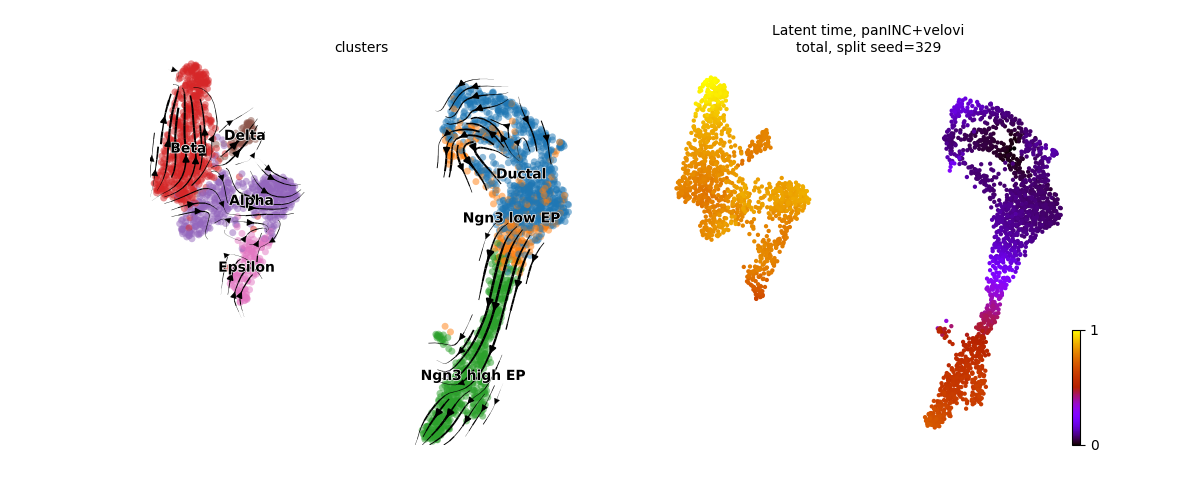 clusters
Delta
Beta
Ductal
Alpha
Ngn3 low EP
Epsilon
Ngn3 high EP
Latent time, panINC+velovi
total, split seed=329
1
0